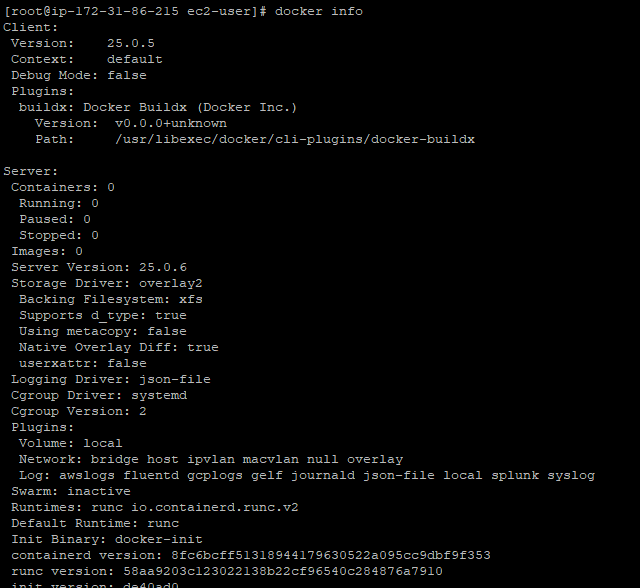 [root@ip-172-31-86-215 ec2-user]# docker info
Client:
 Version:    25.0.5
 Context:    default
 Debug Mode: false
 Plugins:
  buildx: Docker Buildx (Docker Inc.)
    Version:  v0.0.0+unknown
    Path:     /usr/libexec/docker/cli-plugins/docker-buildx

Server:
 Containers: 0
  Running: 0
  Paused: 0
  Stopped: 0
 Images: 0
 Server Version: 25.0.6
 Storage Driver: overlay2
  Backing Filesystem: xfs
  Supports d_type: true
  Using metacopy: false
  Native Overlay Diff: true
  userxattr: false
 Logging Driver: json-file
 Cgroup Driver: systemd
 Cgroup Version: 2
 Plugins:
  Volume: local
  Network: bridge host ipvlan macvlan null overlay
  Log: awslogs fluentd gcplogs gelf journald json-file local splunk syslog
 Swarm: inactive
 Runtimes: runc io.containerd.runc.v2
 Default Runtime: runc
 Init Binary: docker-init
 containerd version: 8fc6bcff51318944179630522a095cc9dbf9f353
 runc version: 58aa9203c123022138b22cf96540c284876a7910
 init version: de40ad0